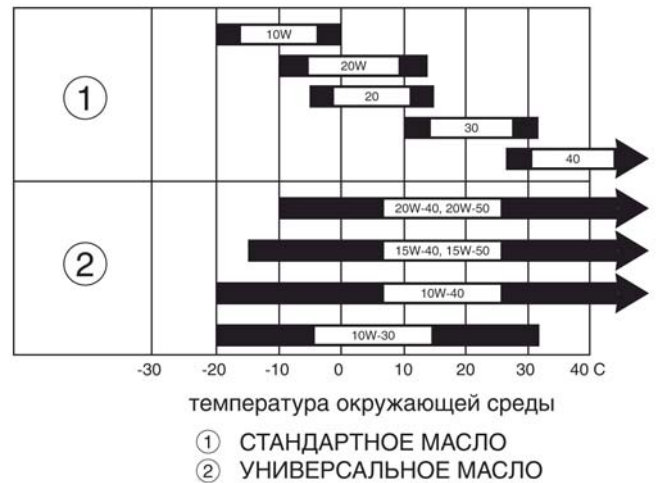 10W
20W
20
30
40
1
20W-40, 20W-50
15W-40, 15W-50
10W-40
10W-30
2
-30 -20 -10 0 10 20 30 40 C
температура окружающей среды
1 СТАНДАРТНОЕ МАСЛО
2 УНИВЕРСАЛЬНОЕ МАСЛО